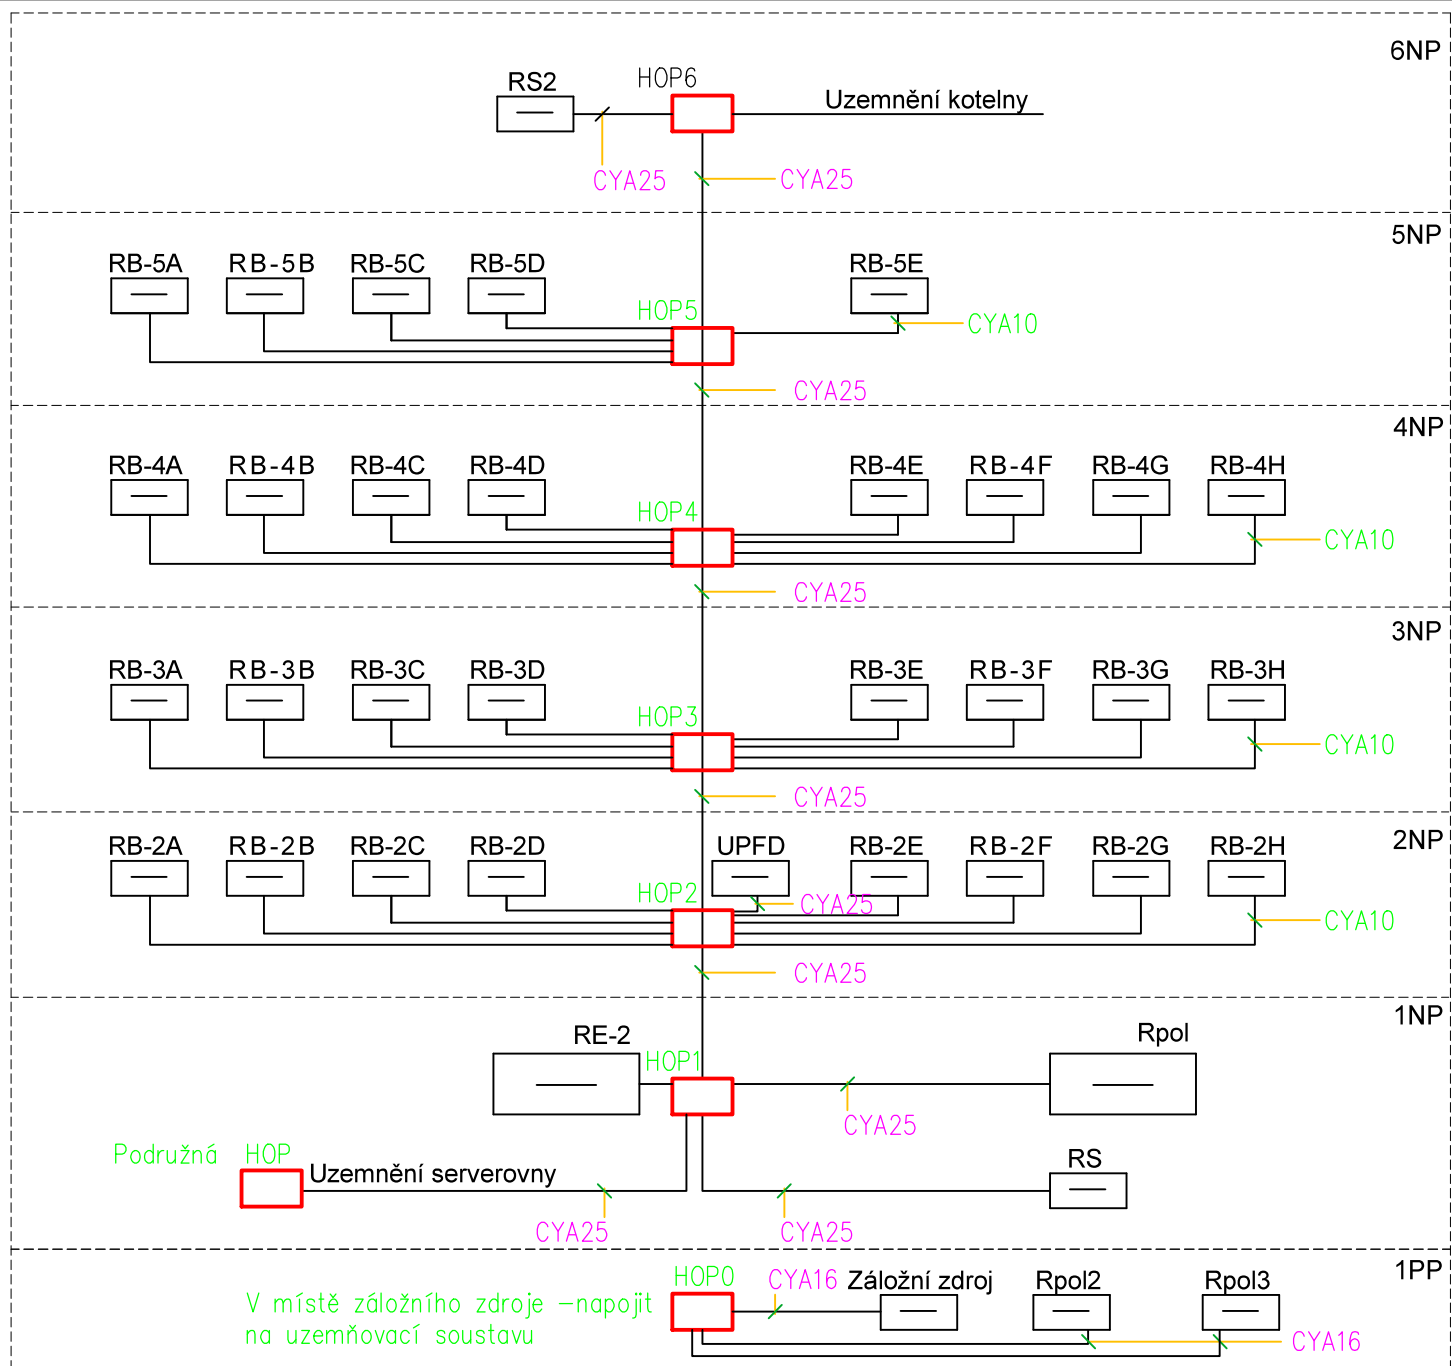 6NP
RS2
HOP6
Uzemnění kotelny
CYA25
CYA25
5NP
RB-5A
RB-5B
RB-5C
RB-5D
RB-5E
HOP5
CYA10
CYA25
4NP
RB-4A
RB-4B
RB-4C
RB-4D
RB-4E
RB-4F
RB-4G
RB-4H
HOP4
CYA10
CYA25
3NP
RB-3A
RB-3B
RB-3C
RB-3D
RB-3E
RB-3F
RB-3G
RB-3H
HOP3
CYA10
CYA25
2NP
RB-2A
RB-2B
RB-2C
RB-2D
UPFD
RB-2E
RB-2F
RB-2G
RB-2H
HOP2
CYA25
CYA10
CYA25
1NP
RE-2
HOP1
Rpol
CYA25
Podružná HOP
Uzemnění serverovny
RS
CYA25
CYA25
1PP
HOP0
CYA16
Záložní zdroj
Rpol2
Rpol3
V místě záložního zdroje –napojit
na uzemňovací soustavu
CYA16